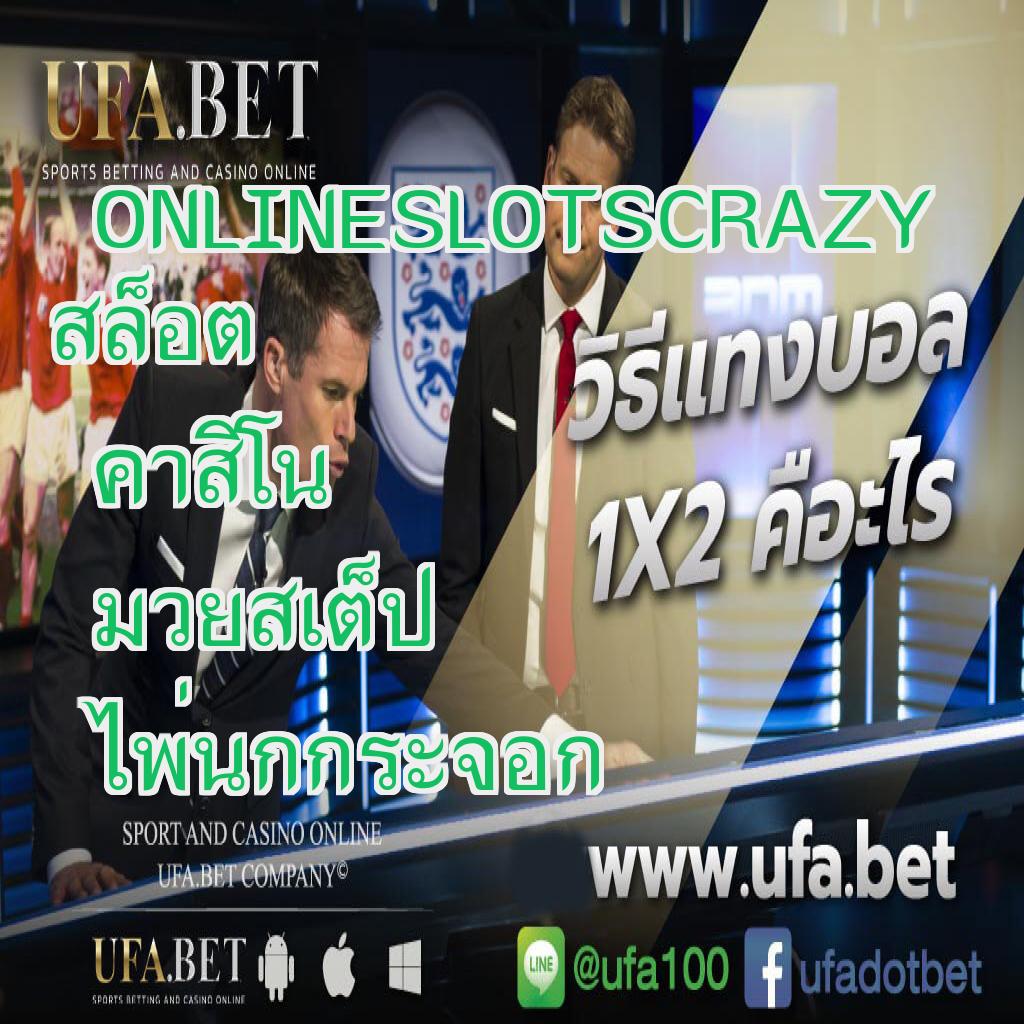 UFA.BET
SPORTS BETTING AND CASINO ONLINE
ONLINESLOTSCRAZY
สล็อต
คาสิโน
มวยสเต็ป
ไพ่นกกระจอก
วิธีแทงบอล
1X2 คือะไร
SPORT AND CASINO ONLINE
UFA.BET COMPANY©
www.ufa.bet
UFA.BET
SPORTS BETTING AND CASINO ONLINE
LINE
@ufa100
f
ufadotbet